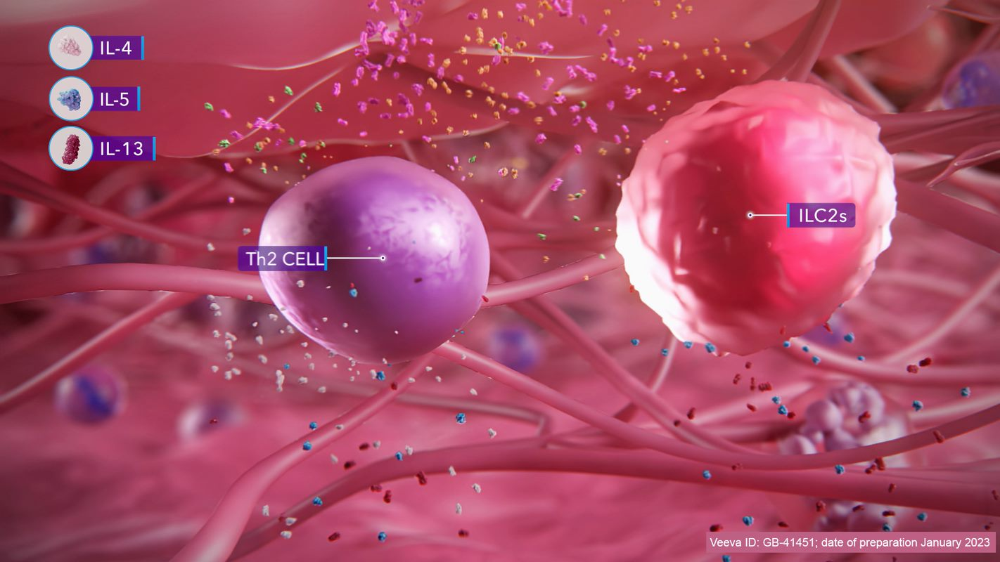 IL-4
IL-5
IL-13
ILC2s
Th2 CELL
Veeva ID: GB-41451; date of preparation January 2023